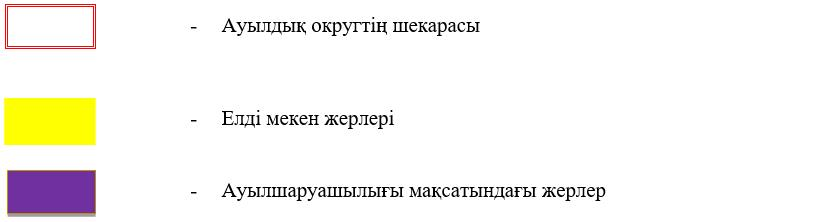 - Ауылдық округтің шекарасы
- Елді мекен жерлері
- Ауылшаруашылығы мақсатындағы жерлер